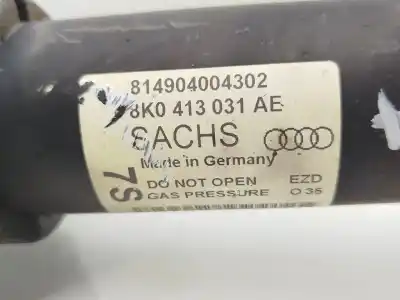 814904004302
8K0 413 031 AE
SACHS
Made in Germany
7S
DO NOT OPEN EZD
GAS PRESSURE O 35